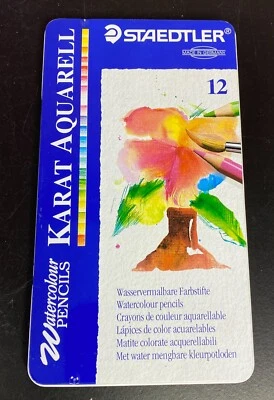 STAEDTLER®
MADE IN GERMANY
12
KARAT AQUARELL
Watercolour
PENCILS
Wasservermalbare Farbstifte
Watercolour pencils
Crayons de couleur aquarellable
Lápices de color acuarelables
Matite colorate acquerellabili
Met water mengbare kleurpotloden